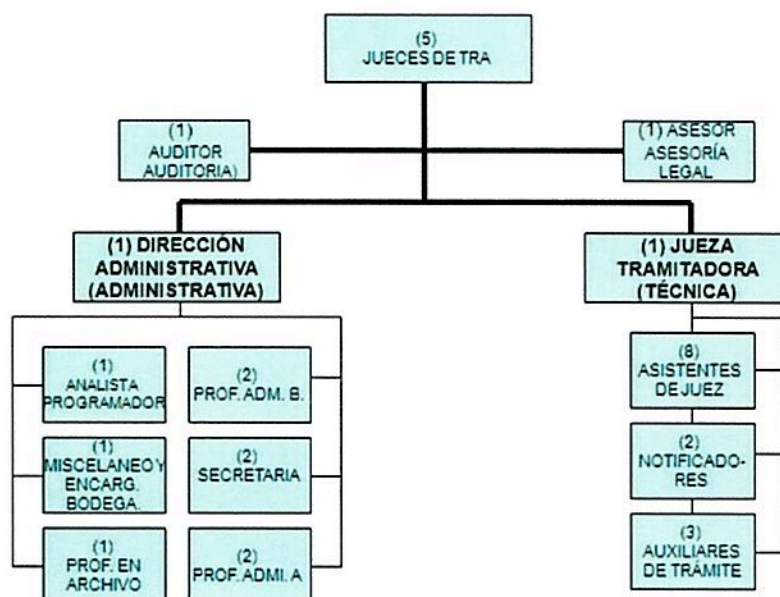 (5)
JUECES DE TRA
(1)
AUDITOR
AUDITORIA)
(1) ASESOR
ASESORÍA
LEGAL
(1) DIRECCIÓN
ADMINISTRATIVA
(ADMINISTRATIVA)
(1) JUEZA
TRAMITADORA
(TÉCNICA)
(1)
ANALISTA
PROGRAMADOR
(2)
PROF. ADM. B.
(1)
MISCELANEO Y
ENCARG.
BODEGA.
(2)
SECRETARIA
(1)
PROF. EN
ARCHIVO
(2)
PROF. ADMI. A
(8)
ASISTENTES
DE JUEZ
(2)
NOTIFICADO-
RES
(3)
AUXILIARES
DE TRÁMITE